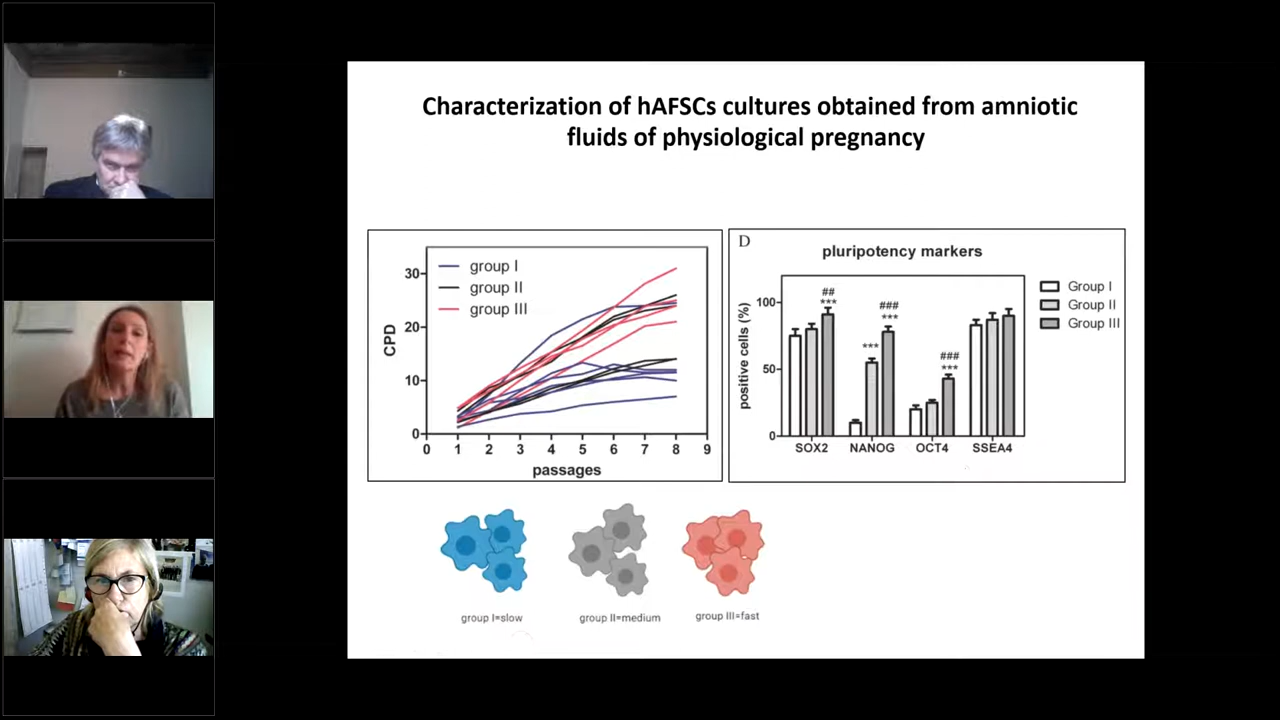 Characterization of hAFSCs cultures obtained from amniotic
fluids of physiological pregnancy
group I
group II
group III
30
20
10
0
CPD
0 1 2 3 4 5 6 7 8 9
passages
D
pluripotency markers
Group I
Group II
Group III
100
50
0
positive cells (%)
##
***
***
###
***
###
***
SOX2 NANOG OCT4 SSEA4
group I=slow
group II=medium
group III=fast